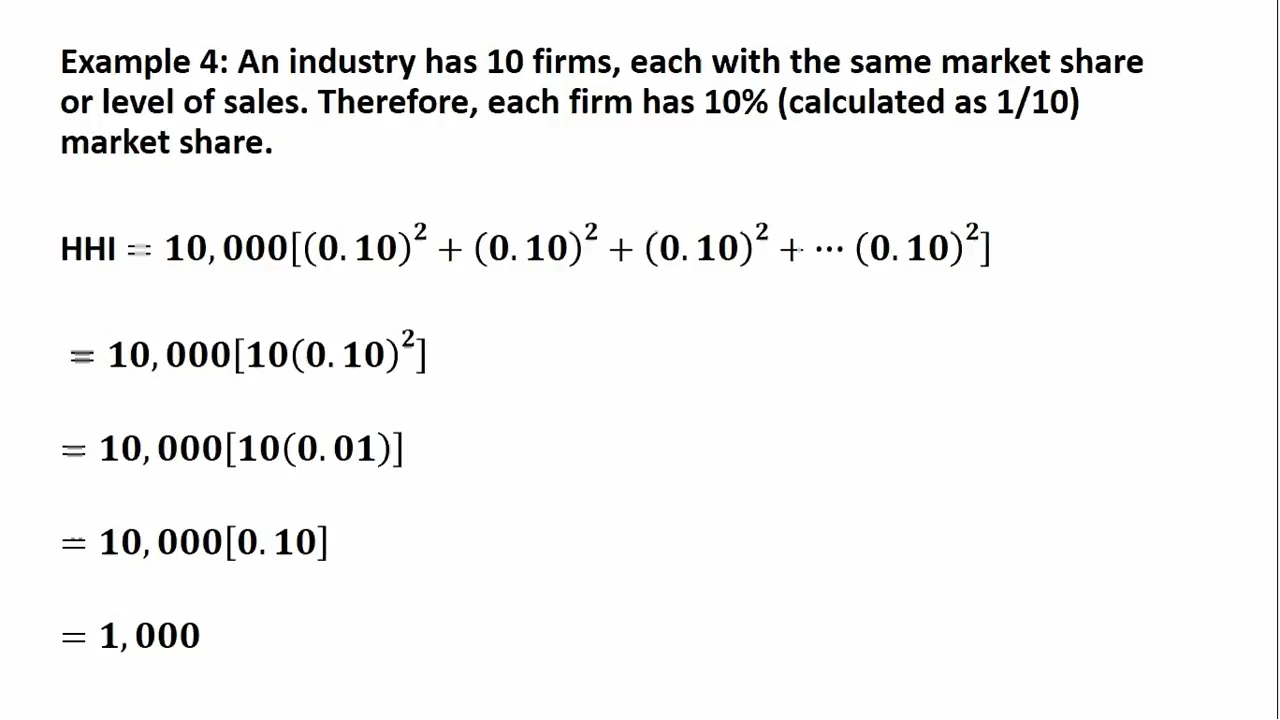 Example 4: An industry has 10 firms, each with the same market share
or level of sales. Therefore, each firm has 10% (calculated as 1/10)
market share.
HHI = 10,000[(0.10)² + (0.10)² + (0.10)² + ⋯ (0.10)²]
= 10,000[10(0.10)²]
= 10,000[10(0.01)]
= 10,000[0.10]
= 1,000